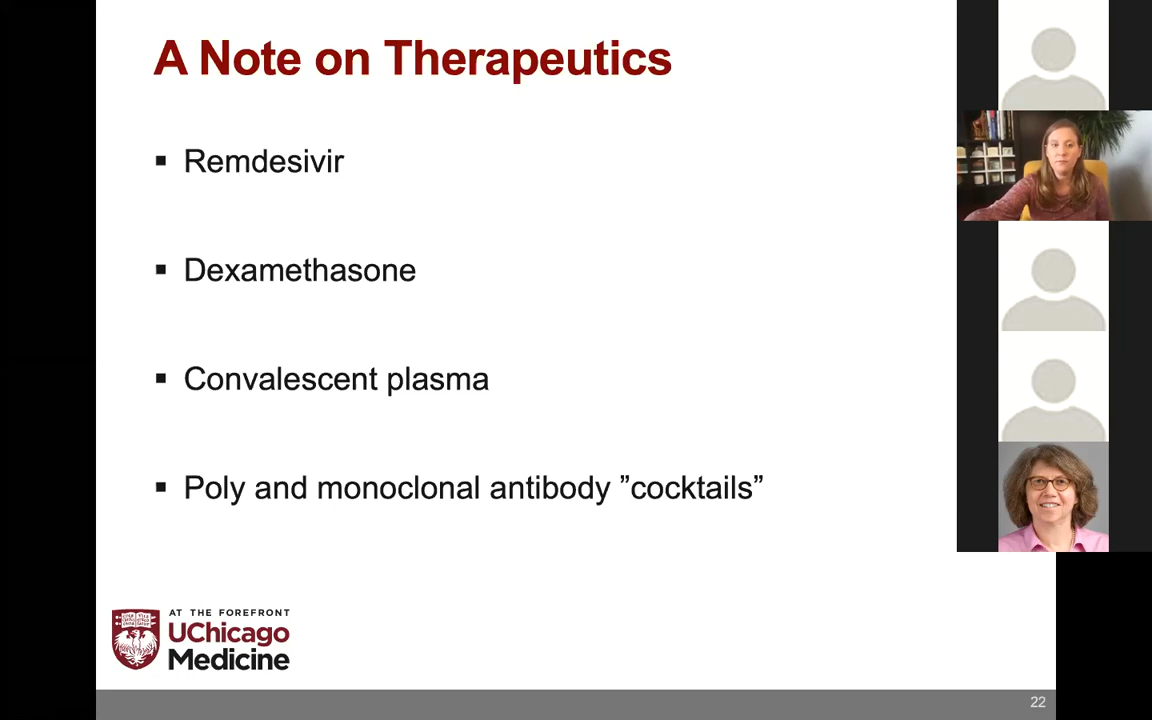 A Note on Therapeutics
▪ Remdesivir
▪ Dexamethasone
▪ Convalescent plasma
▪ Poly and monoclonal antibody ”cocktails”
AT THE FOREFRONT
UChicago
Medicine
22